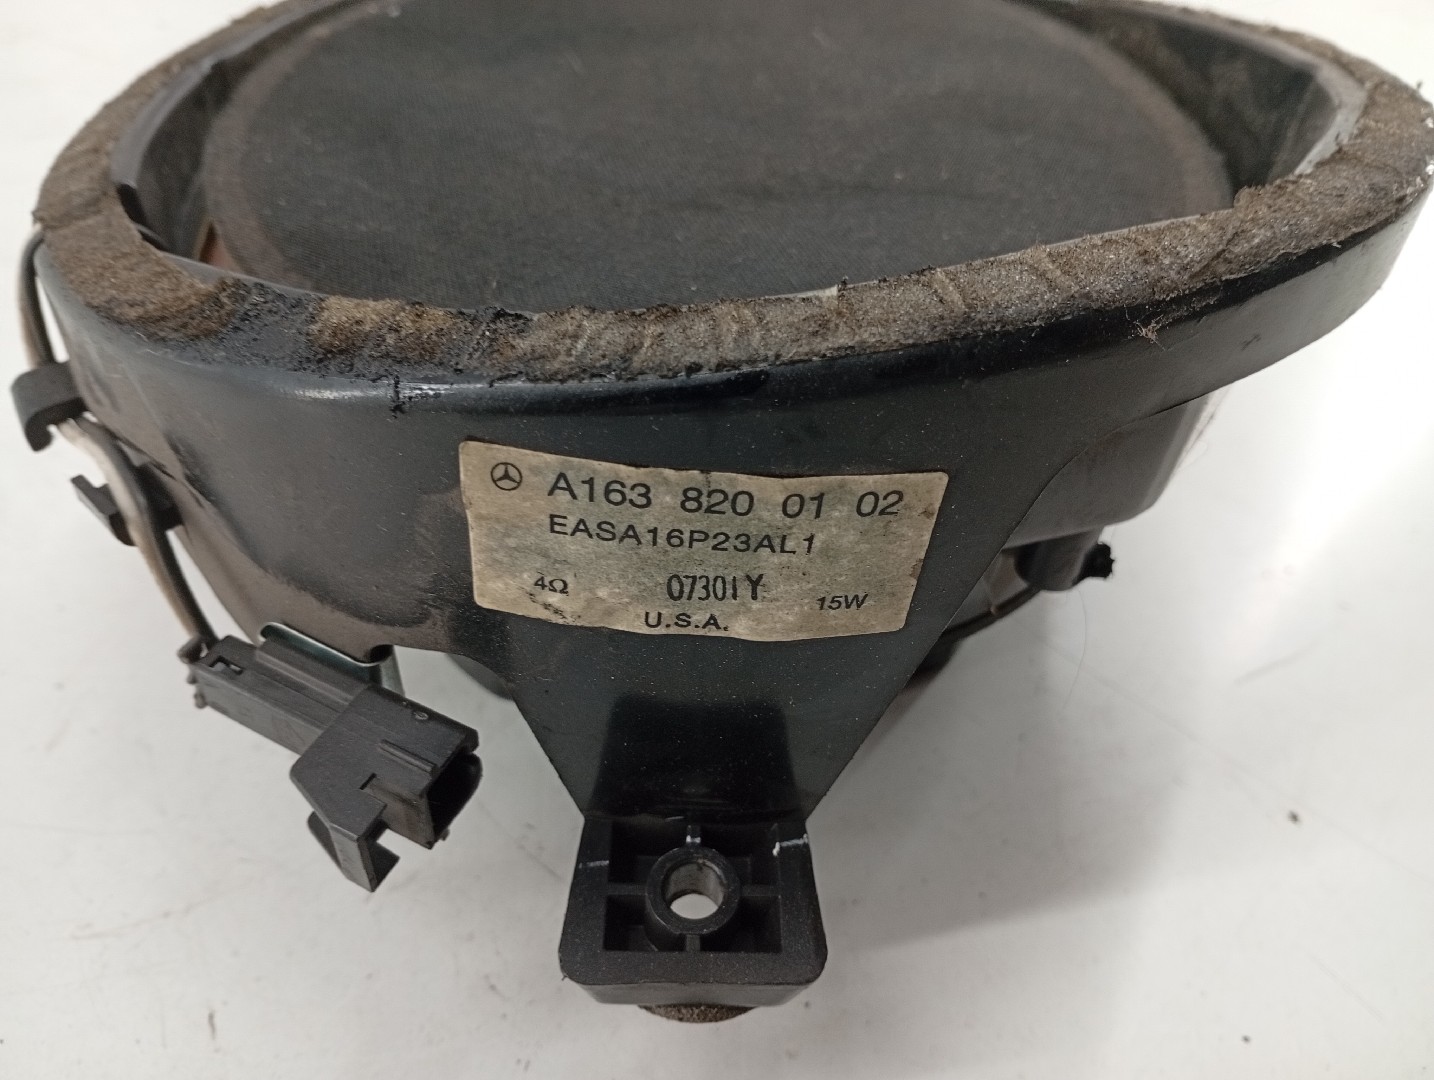 A163 820 01 02
EASA16P23AL1
4Ω 07301Y 15W
U.S.A.